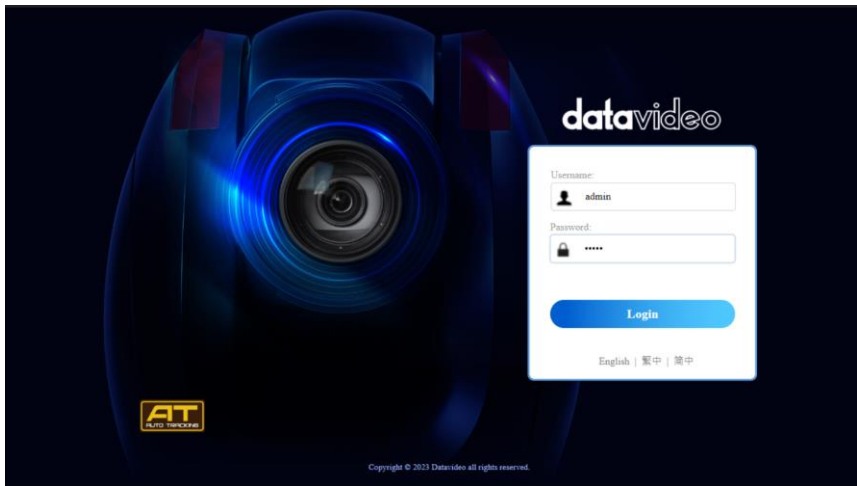 datavideo
Username:
admin
Password:
•••••
Login
English | 繁中 | 简中
AT
AUTO TRACKING
Copyright © 2023 Datavideo all rights reserved.